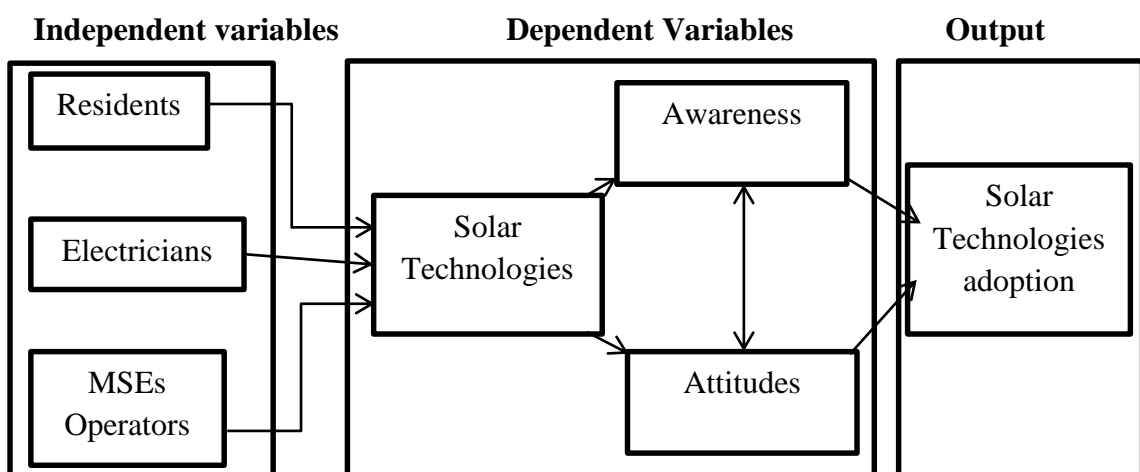 Independent variables
Dependent Variables
Output
Residents
Electricians
MSEs
Operators
Solar
Technologies
Awareness
Attitudes
Solar
Technologies
adoption